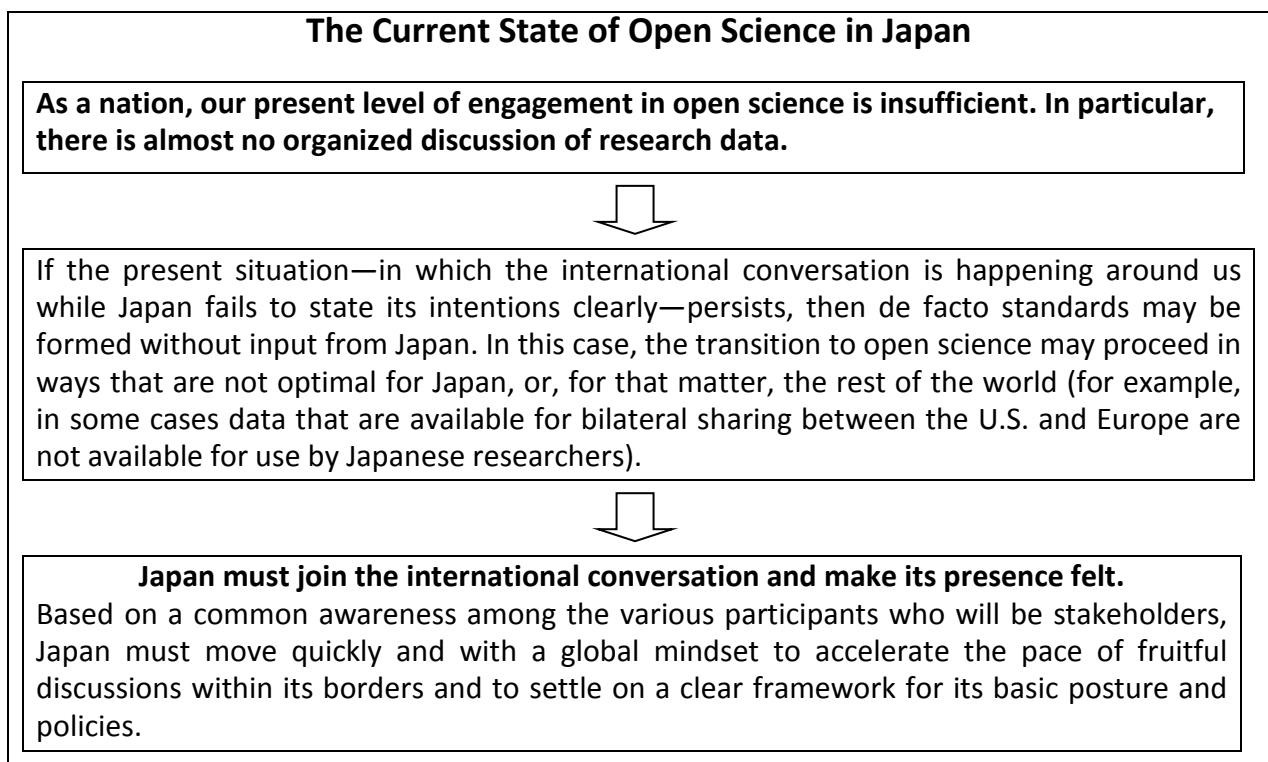 The Current State of Open Science in Japan
As a nation, our present level of engagement in open science is insufficient. In particular,
there is almost no organized discussion of research data.
If the present situation—in which the international conversation is happening around us
while Japan fails to state its intentions clearly—persists, then de facto standards may be
formed without input from Japan. In this case, the transition to open science may proceed in
ways that are not optimal for Japan, or, for that matter, the rest of the world (for example,
in some cases data that are available for bilateral sharing between the U.S. and Europe are
not available for use by Japanese researchers).
Japan must join the international conversation and make its presence felt.
Based on a common awareness among the various participants who will be stakeholders,
Japan must move quickly and with a global mindset to accelerate the pace of fruitful
discussions within its borders and to settle on a clear framework for its basic posture and
policies.